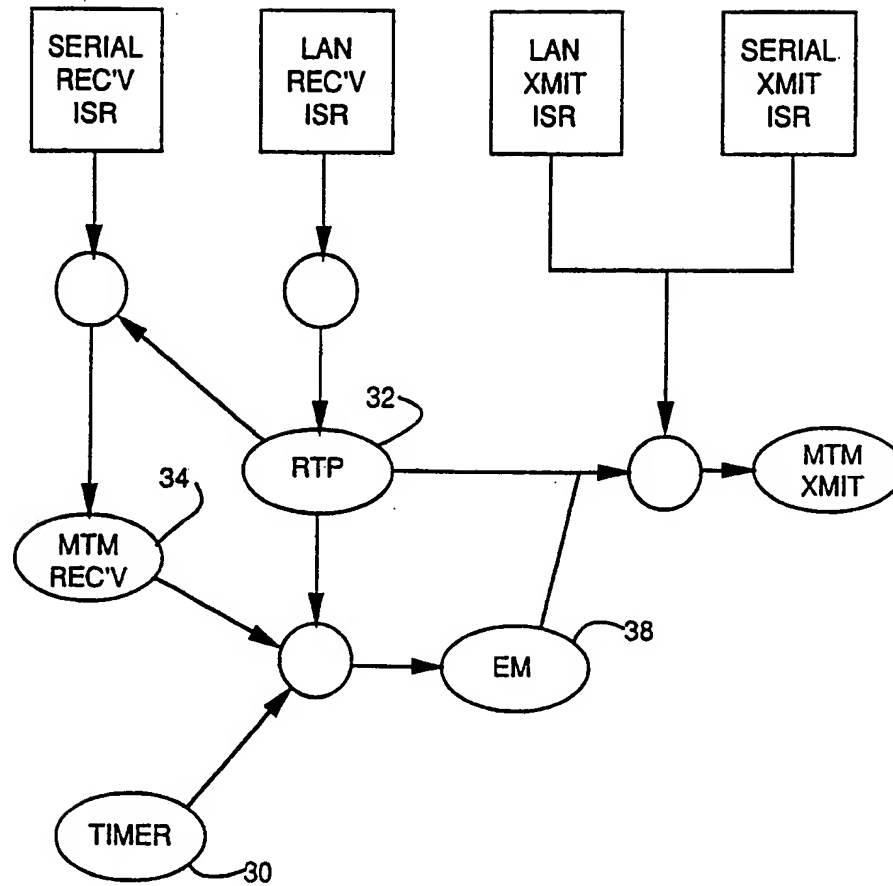 SERIAL
REC'V
ISR
LAN
REC'V
ISR
LAN
XMIT
ISR
SERIAL
XMIT
ISR
32
RTP
MTM
XMIT
34
MTM
REC'V
38
EM
TIMER
30